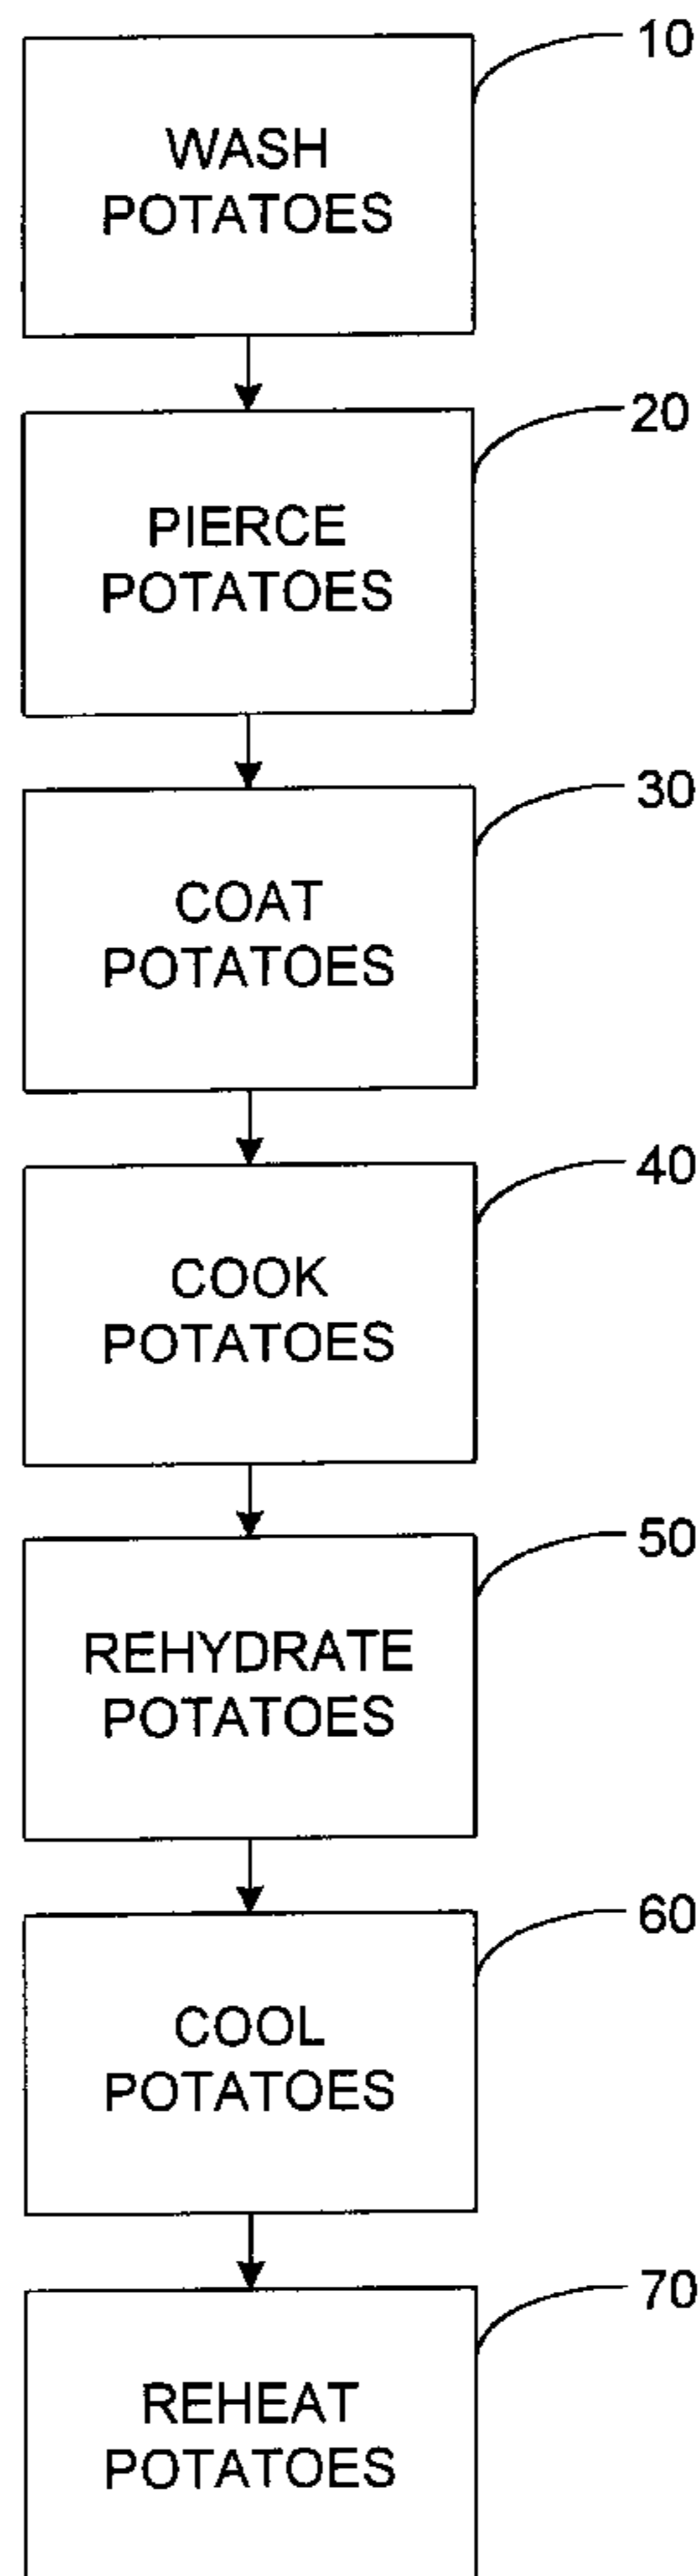 10
WASH
POTATOES
20
PIERCE
POTATOES
30
COAT
POTATOES
40
COOK
POTATOES
50
REHYDRATE
POTATOES
60
COOL
POTATOES
70
REHEAT
POTATOES